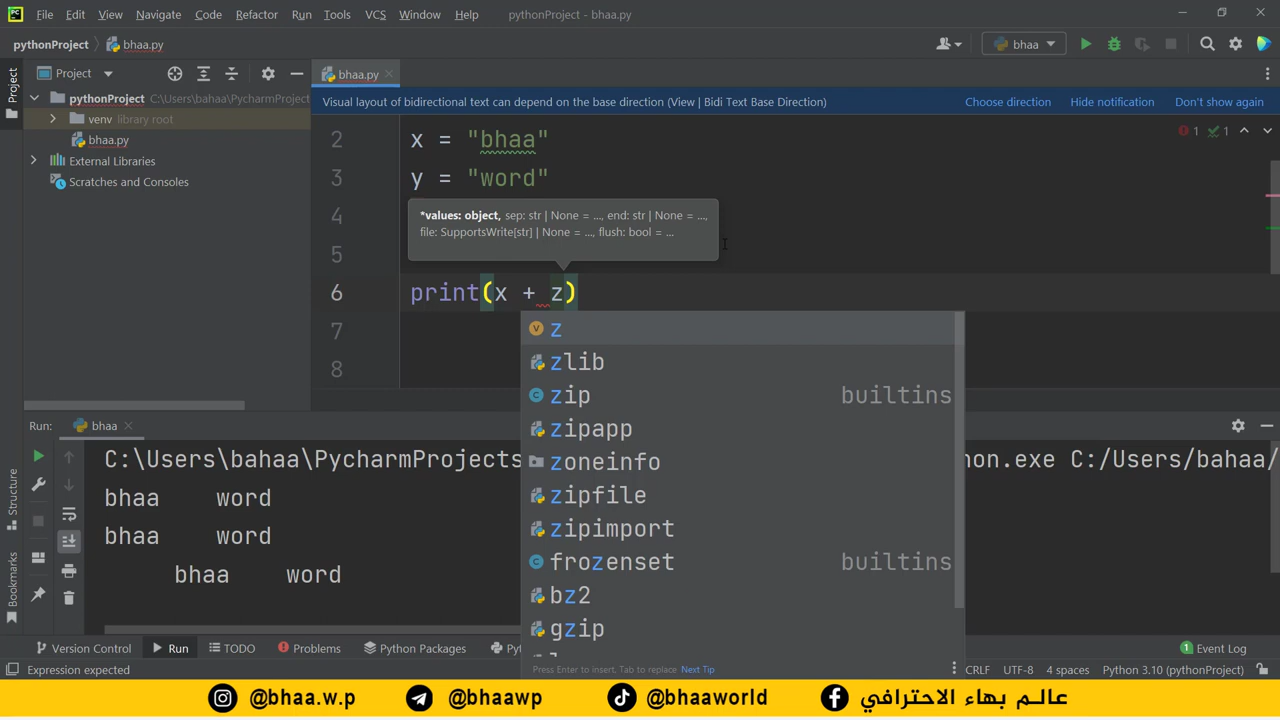 File Edit View Navigate Code Refactor Run Tools VCS Window Help pythonProject - bhaa.py
pythonProject bhaa.py bhaa
Project
bhaa.py
Visual layout of bidirectional text can depend on the base direction (View | Bidi Text Base Direction) Choose direction Hide notification Don't show again
pythonProject C:\Users\bahaa\PycharmProject
venv library root
bhaa.py
External Libraries
Scratches and Consoles
Project
Structure
Bookmarks
1 1
2 x = "bhaa"
3 y = "word"
4
5
*values: object, sep: str | None = ..., end: str | None = ...,
file: SupportsWrite[str] | None = ..., flush: bool = ...
6 print(x + z)
7
8
z
zlib
zip builtins
zipapp
zoneinfo
zipfile
zipimport
frozenset builtins
bz2
gzip
Press Enter to insert, Tab to replace Next Tip
Run: bhaa
C:\Users\bahaa\PycharmProjects
hon.exe C:/Users/bahaa/
bhaa word
bhaa word
bhaa word
Version Control Run TODO Problems Python Packages Py
1 Event Log
Expression expected
CRLF UTF-8 4 spaces Python 3.10 (pythonProject)
@bhaa.w.p @bhaawp @bhaaworld عالم بهاء الاحترافي